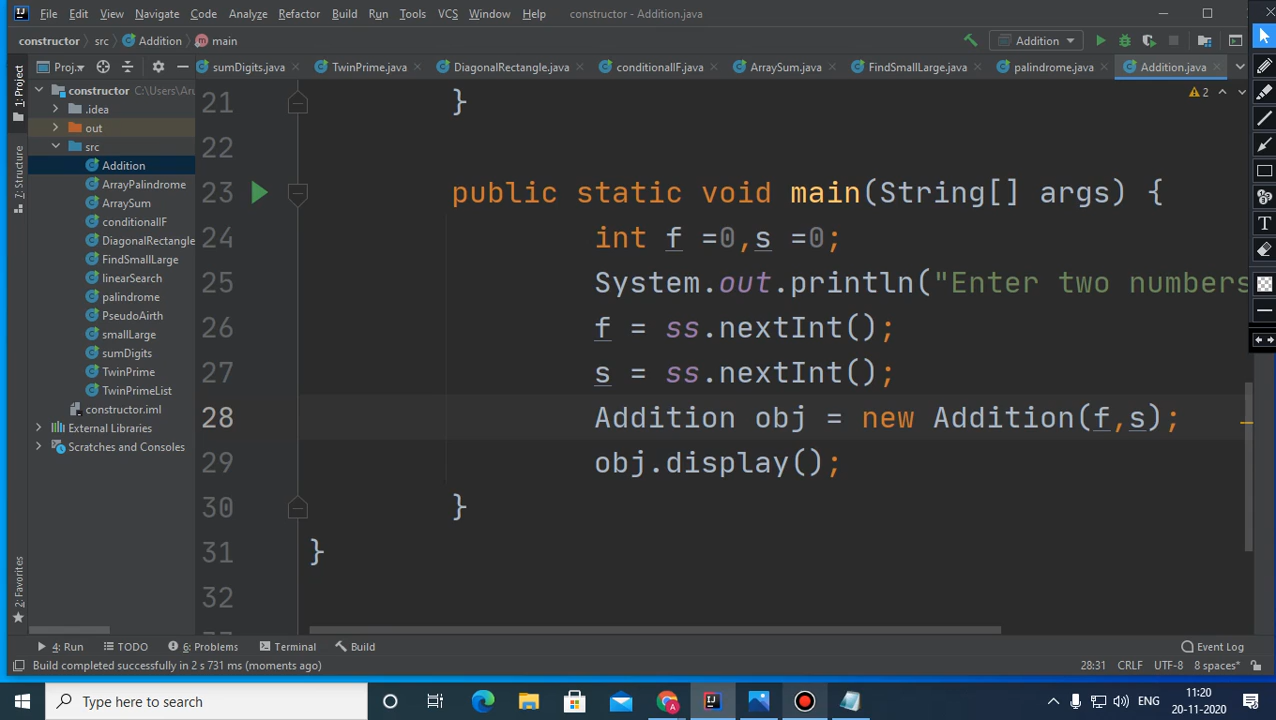 File Edit View Navigate Code Analyze Refactor Build Run Tools VCS Window Help constructor - Addition.java
constructor src Addition main Addition
Proj.. sumDigits.java TwinPrime.java DiagonalRectangle.java conditionalIF.java ArraySum.java FindSmallLarge.java palindrome.java Addition.java
1: Project
Z: Structure
2: Favorites
constructor C:\Users\Aru
.idea
out
src
Addition
ArrayPalindrome
ArraySum
conditionalIF
DiagonalRectangle
FindSmallLarge
linearSearch
palindrome
PseudoAirth
smallLarge
sumDigits
TwinPrime
TwinPrimeList
constructor.iml
External Libraries
Scratches and Consoles
2
21 }
22
23 public static void main(String[] args) {
24 int f =0,s =0;
25 System.out.println("Enter two numbers
26 f = ss.nextInt();
27 s = ss.nextInt();
28 Addition obj = new Addition(f,s);
29 obj.display();
30 }
31 }
32
4: Run TODO 6: Problems Terminal Build Event Log
Build completed successfully in 2 s 731 ms (moments ago) 28:31 CRLF UTF-8 8 spaces*
Type here to search ENG 11:20
20-11-2020